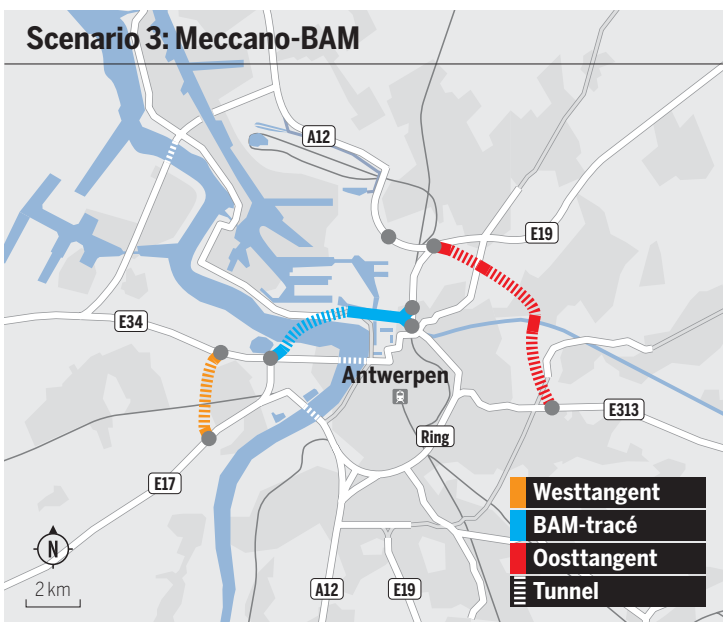 Scenario 3: Meccano-BAM
A12
E19
E34
Antwerpen
E313
Ring
E17
Westtangent
BAM-tracé
Oosttangent
Tunnel
N
2 km
A12
E19